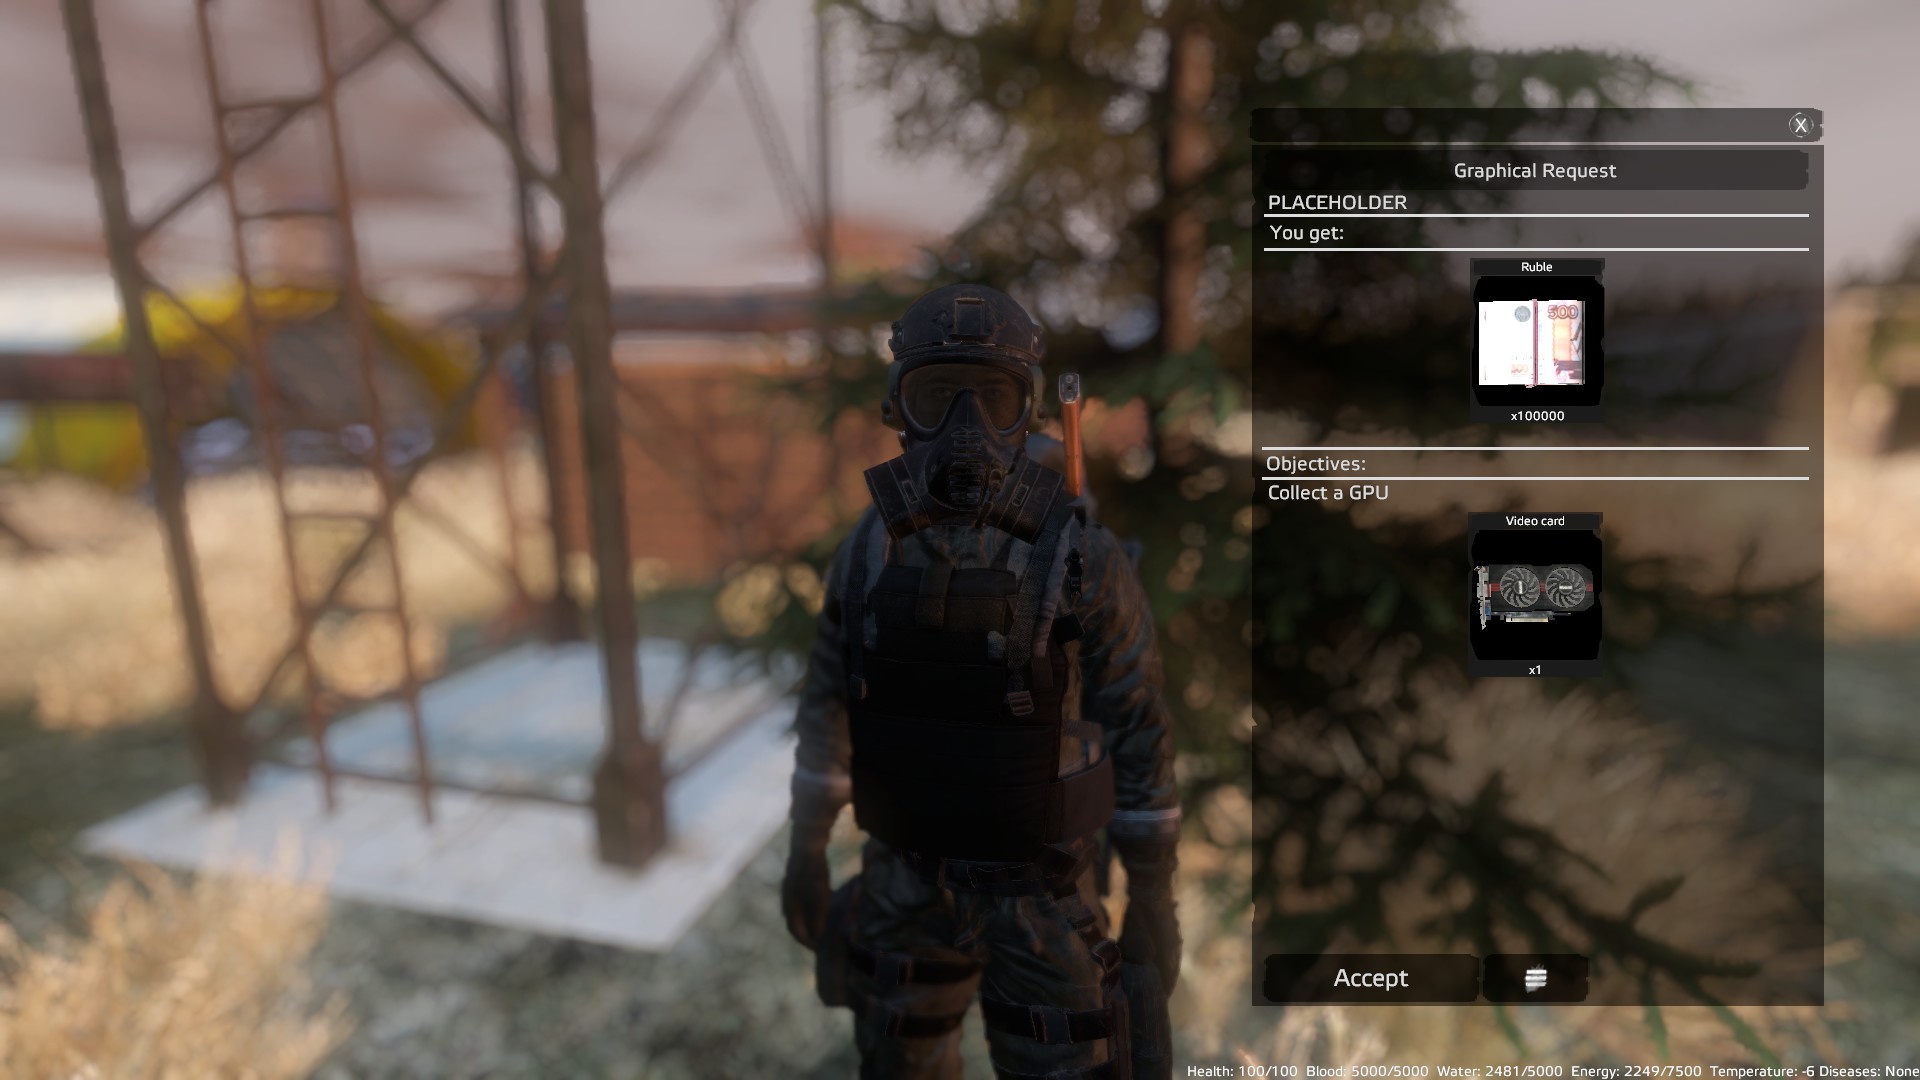 X
Graphical Request
PLACEHOLDER
You get:
Ruble
500
x100000
Objectives:
Collect a GPU
Video card
x1
Accept
Health: 100/100 Blood: 5000/5000 Water: 2481/5000 Energy: 2249/7500 Temperature: -6 Diseases: None